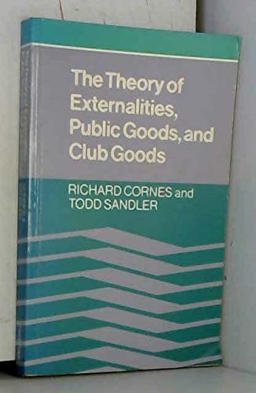 The Theory of
Externalities,
Public Goods, and
Club Goods
RICHARD CORNES and
TODD SANDLER